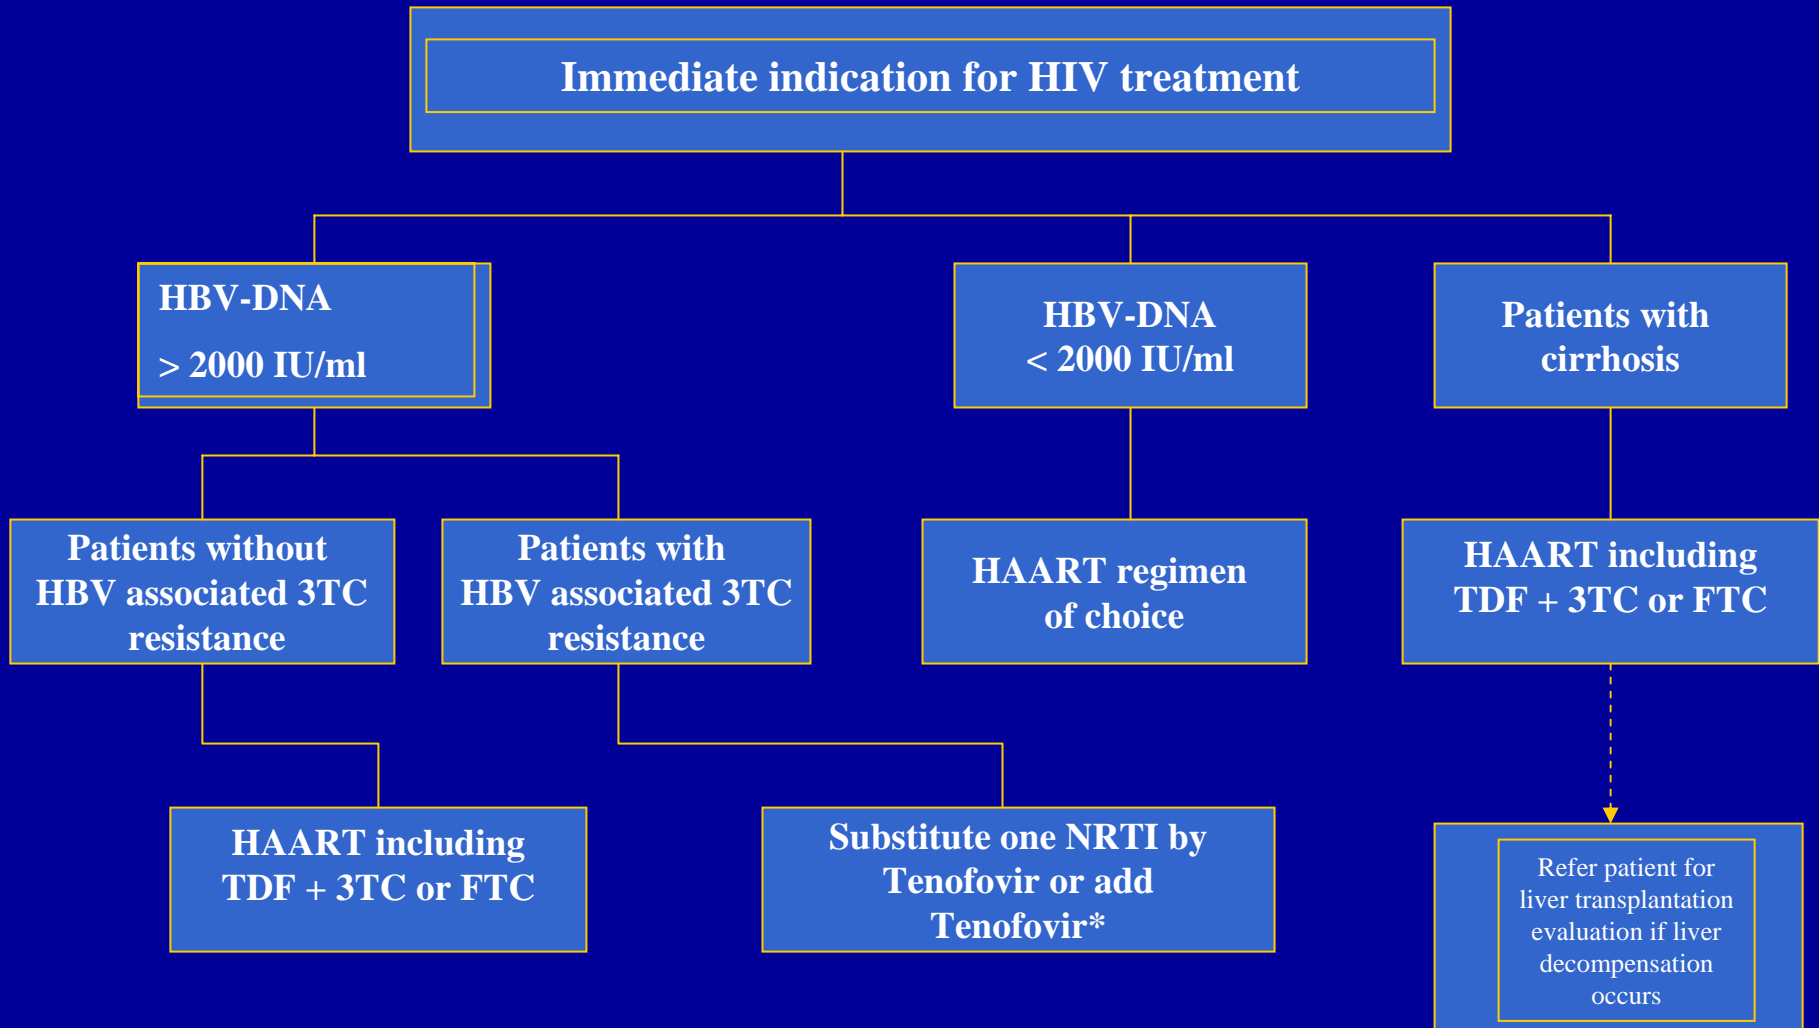 Immediate indication for HIV treatment
HBV-DNA
> 2000 IU/ml
HBV-DNA
< 2000 IU/ml
Patients with
cirrhosis
Patients without
HBV associated 3TC
resistance
Patients with
HBV associated 3TC
resistance
HAART regimen
of choice
HAART including
TDF + 3TC or FTC
HAART including
TDF + 3TC or FTC
Substitute one NRTI by
Tenofovir or add
Tenofovir*
Refer patient for
liver transplantation
evaluation if liver
decompensation
occurs